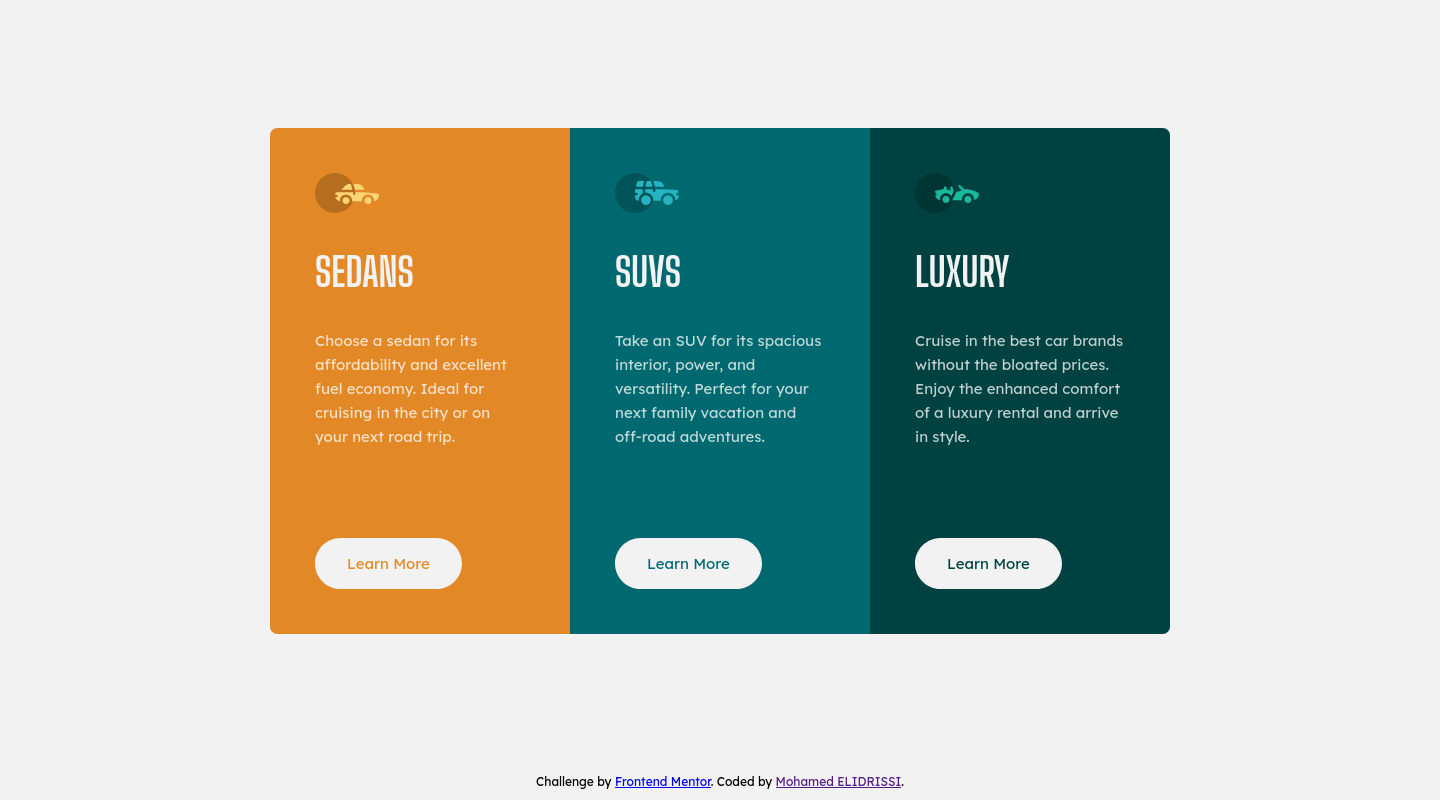 SEDANS
Choose a sedan for its
affordability and excellent
fuel economy. Ideal for
cruising in the city or on
your next road trip.
Learn More
SUVS
Take an SUV for its spacious
interior, power, and
versatility. Perfect for your
next family vacation and
off-road adventures.
Learn More
LUXURY
Cruise in the best car brands
without the bloated prices.
Enjoy the enhanced comfort
of a luxury rental and arrive
in style.
Learn More
Challenge by Frontend Mentor. Coded by Mohamed ELIDRISSI.